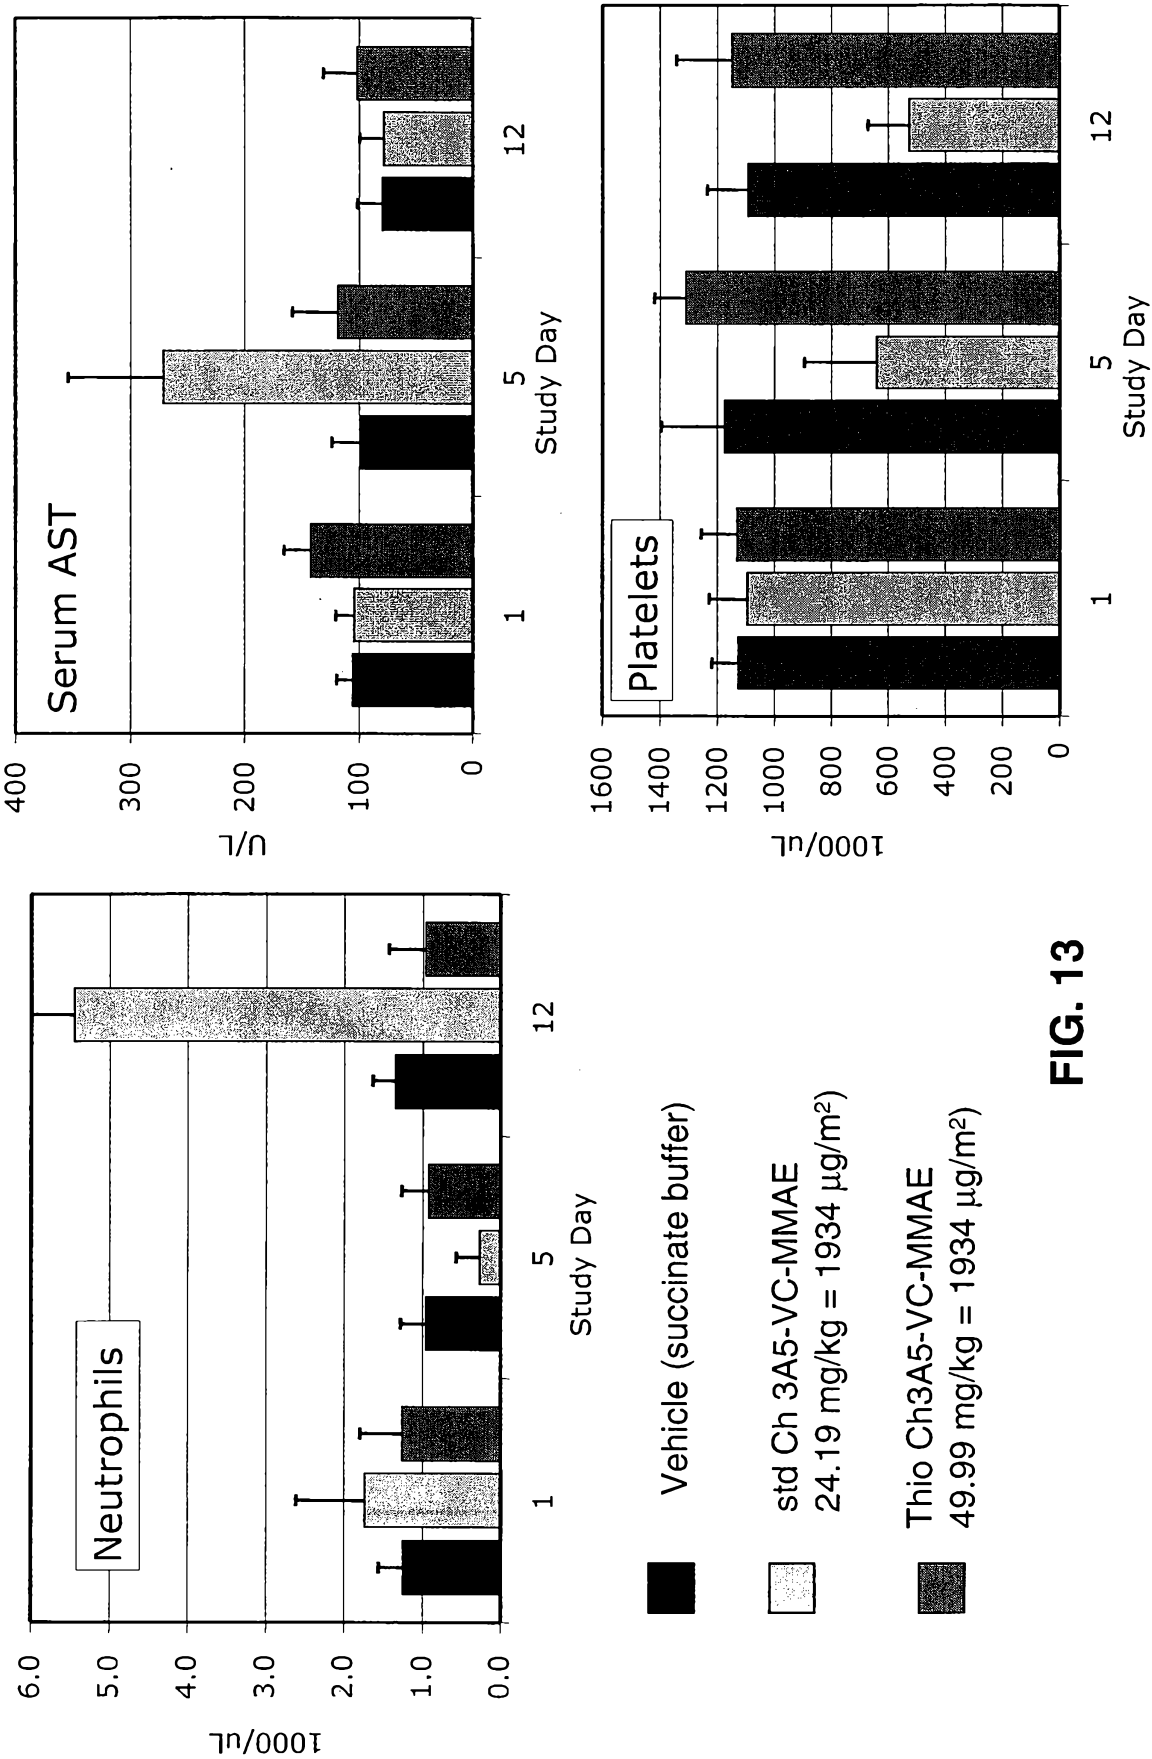 Neutrophils
6.0
5.0
4.0
3.0
2.0
1.0
0.0
1000/uL
1
5
12
Study Day
Serum AST
400
300
200
100
0
U/L
1
5
12
Study Day
Platelets
1600
1400
1200
1000
800
600
400
200
0
1000/uL
1
5
12
Study Day
Vehicle (succinate buffer)
std Ch 3A5-VC-MMAE
24.19 mg/kg = 1934 µg/m²
Thio Ch3A5-VC-MMAE
49.99 mg/kg = 1934 µg/m²
FIG. 13